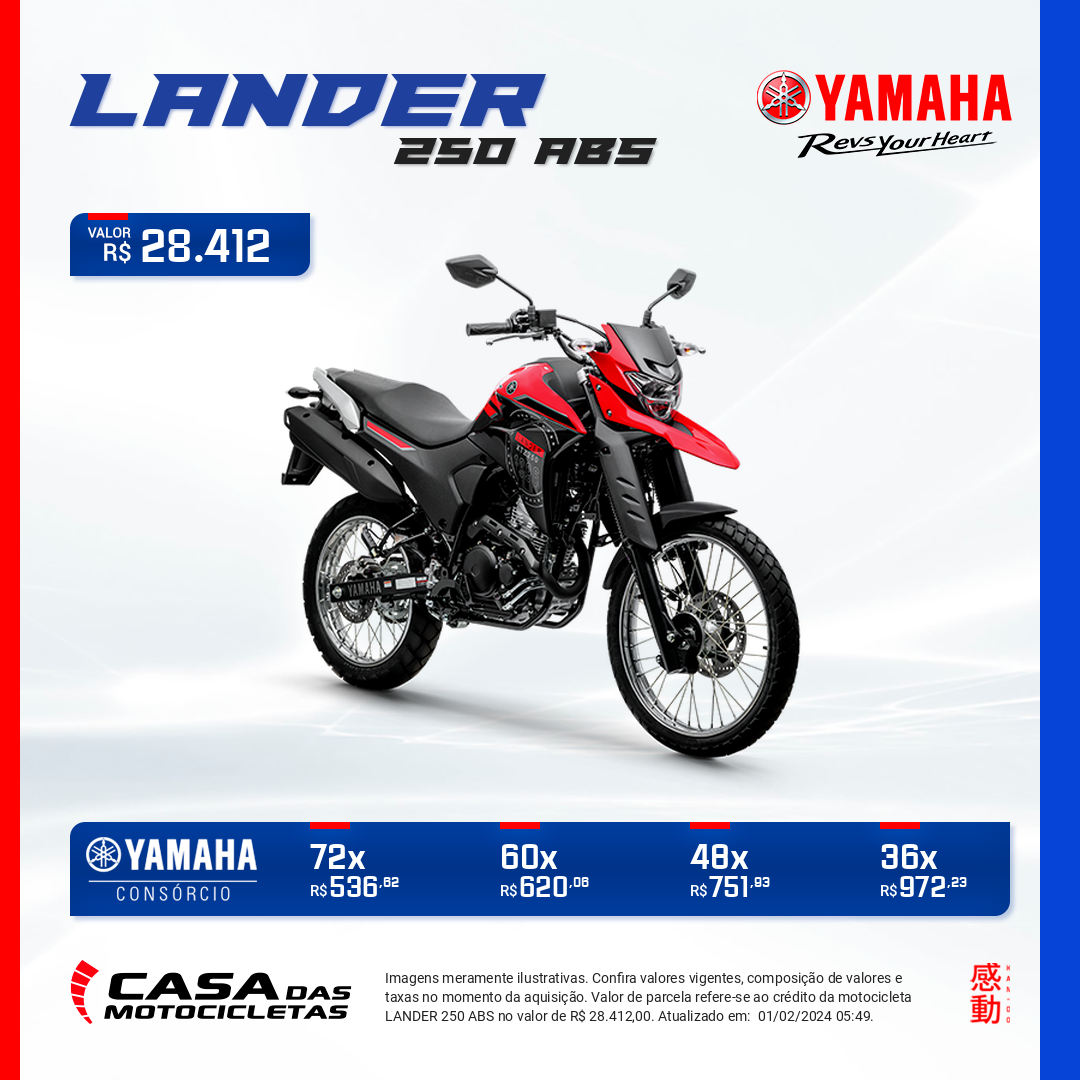 LANDER
250 ABS
YAMAHA
Revs Your Heart
VALOR
R$ 28.412
XTZ250
YAMAHA
YAMAHA
CONSÓRCIO
72x
R$ 536,82
60x
R$ 620,06
48x
R$ 751,93
36x
R$ 972,23
CASA DAS
MOTOCICLETAS
Imagens meramente ilustrativas. Confira valores vigentes, composição de valores e
taxas no momento da aquisição. Valor de parcela refere-se ao crédito da motocicleta
LANDER 250 ABS no valor de R$ 28.412,00. Atualizado em:  01/02/2024 05:49.
感動